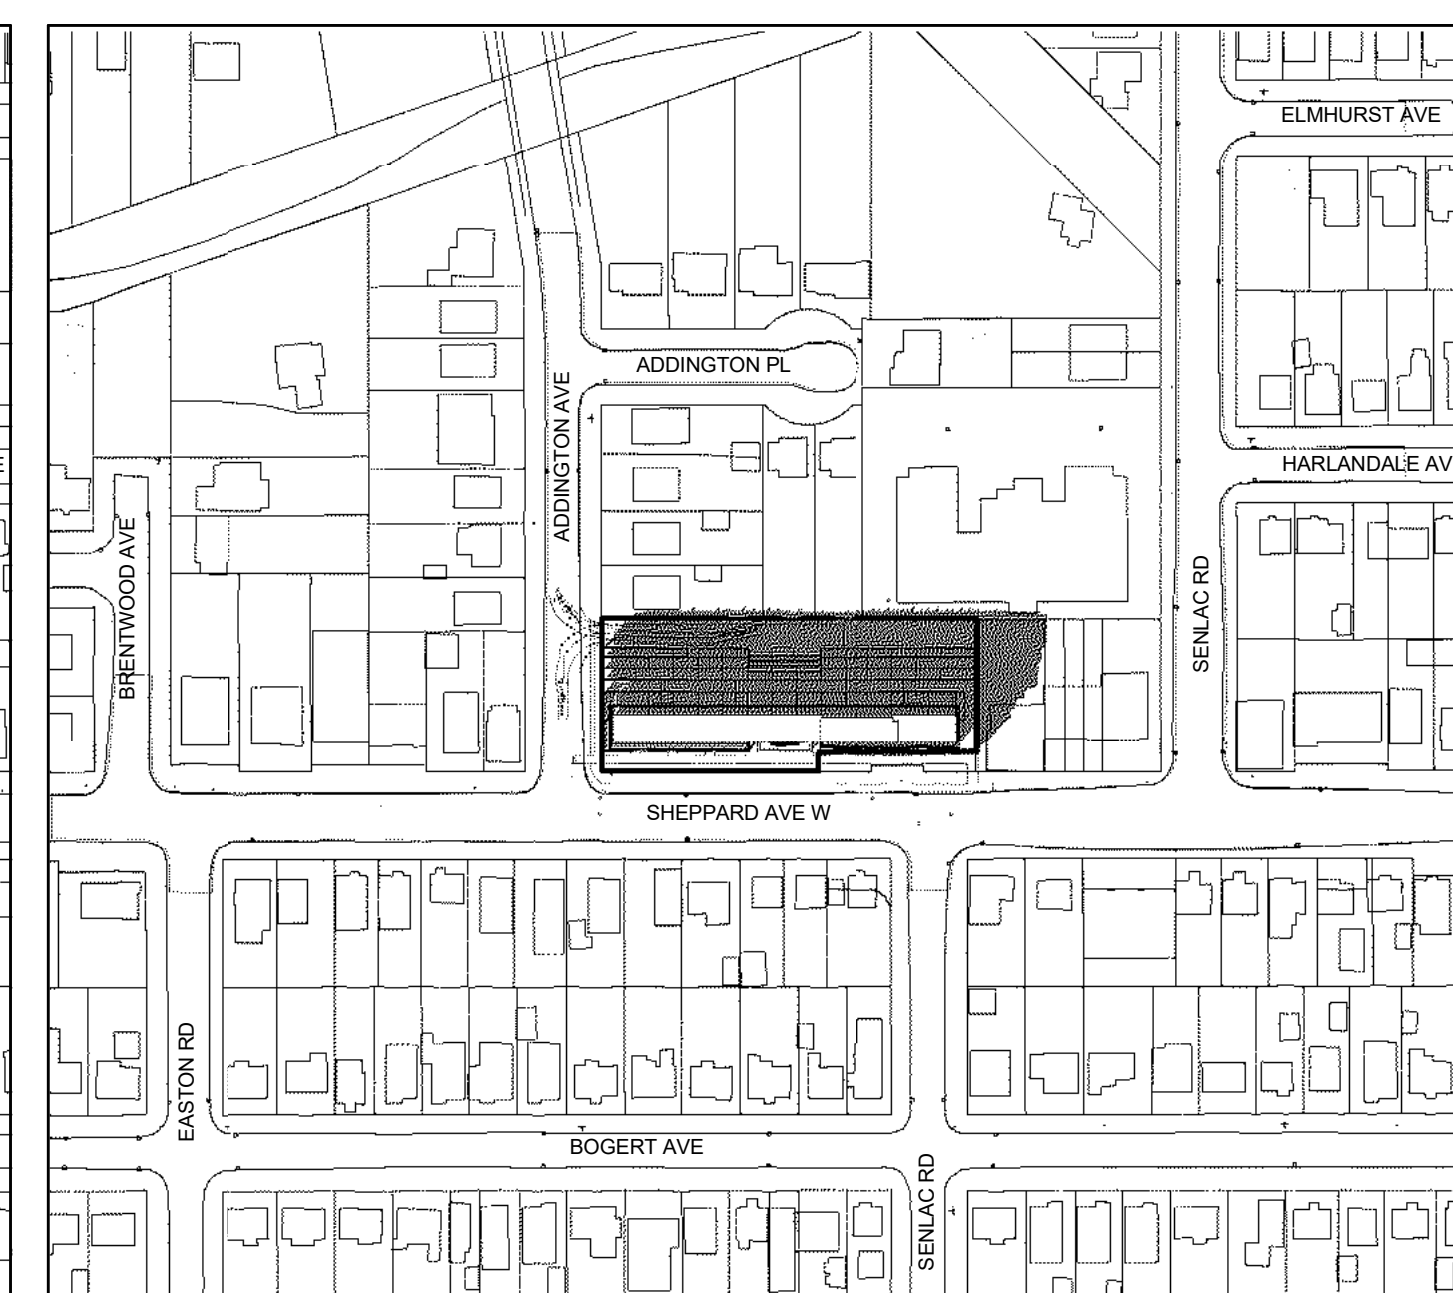 ELMHURST AVE
ADDINGTON PL
ADDINGTON AVE
HARLANDALE AV
BRENTWOOD AVE
SENLAC RD
SHEPPARD AVE W
EASTON RD
BOGERT AVE
SENLAC RD